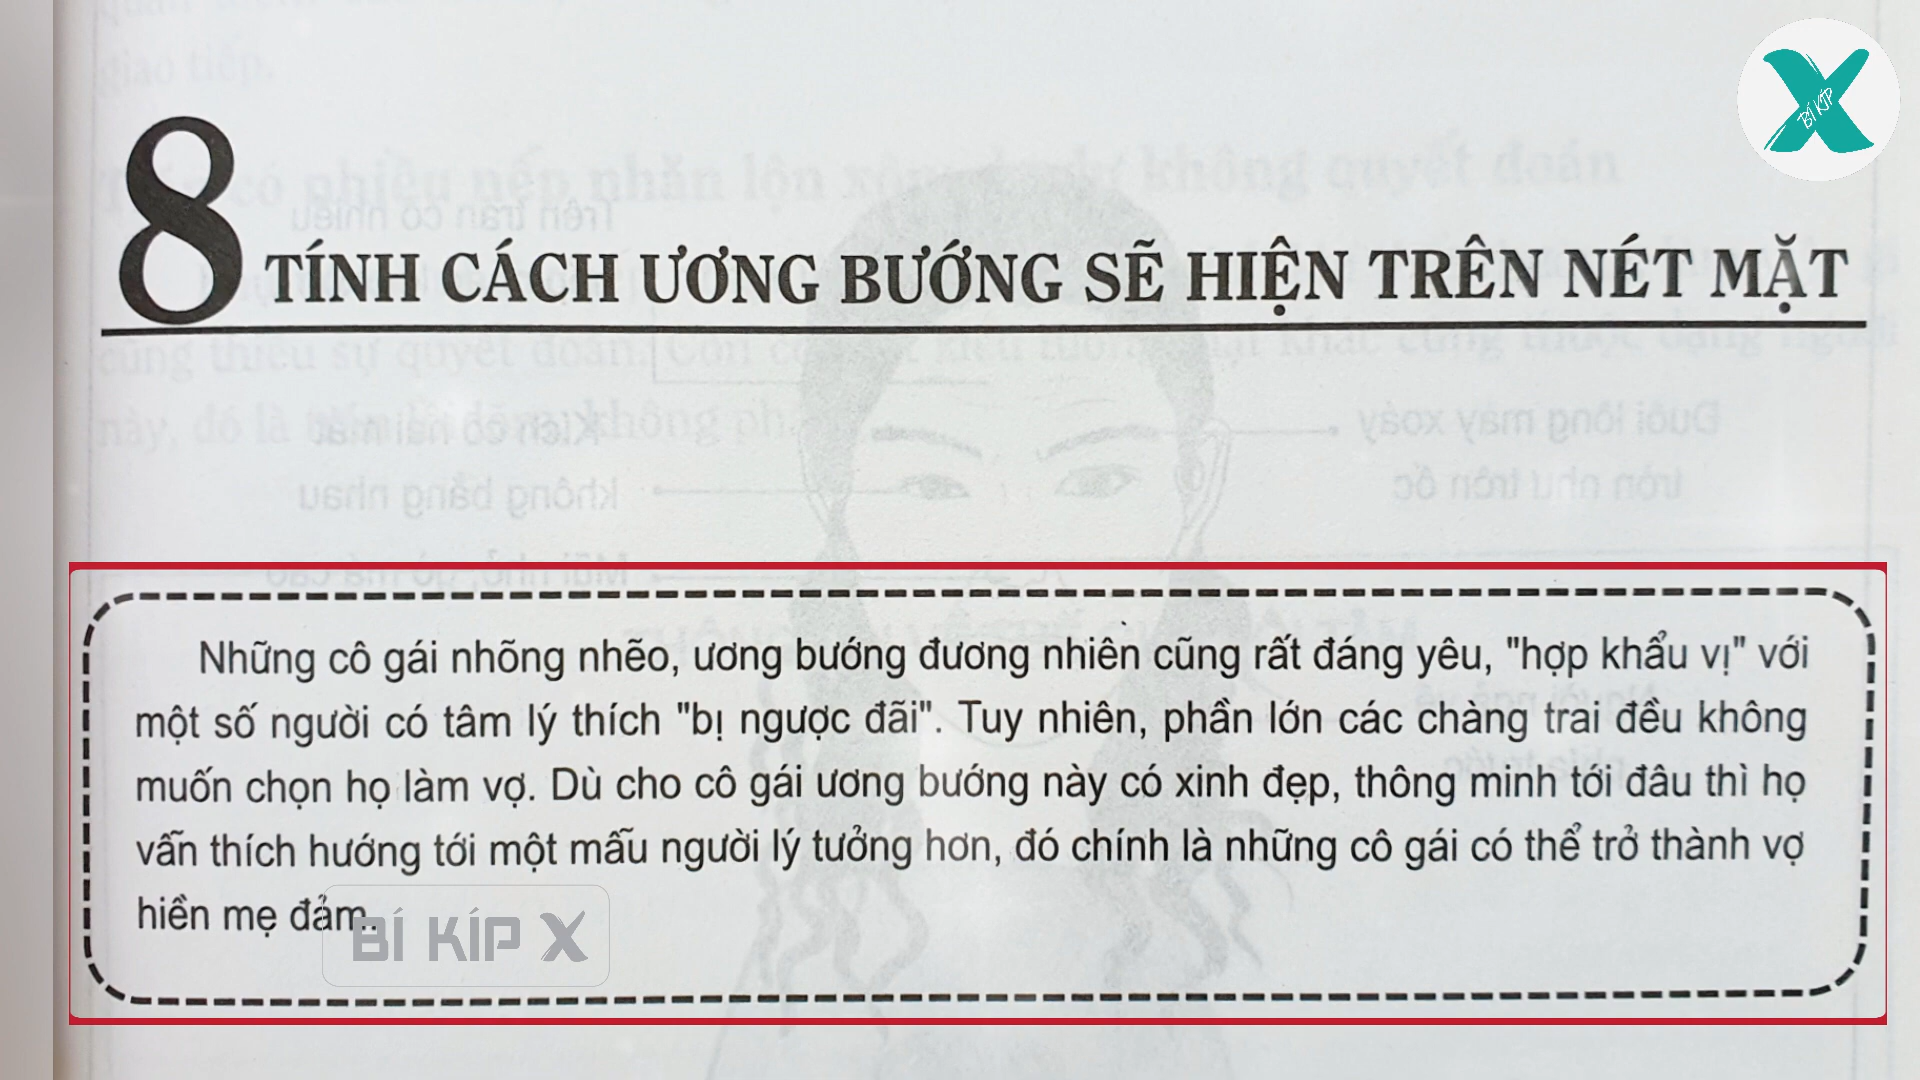 giao tiếp.
BÍ KÍP
X
8
TÍNH CÁCH ƯƠNG BƯỚNG SẼ HIỆN TRÊN NÉT MẶT
Những cô gái nhõng nhẽo, ương bướng đương nhiên cũng rất đáng yêu, "hợp khẩu vị" với
một số người có tâm lý thích "bị ngược đãi". Tuy nhiên, phần lớn các chàng trai đều không
muốn chọn họ làm vợ. Dù cho cô gái ương bướng này có xinh đẹp, thông minh tới đâu thì họ
vẫn thích hướng tới một mẫu người lý tưởng hơn, đó chính là những cô gái có thể trở thành vợ
hiền mẹ đảm..
BÍ KÍP X